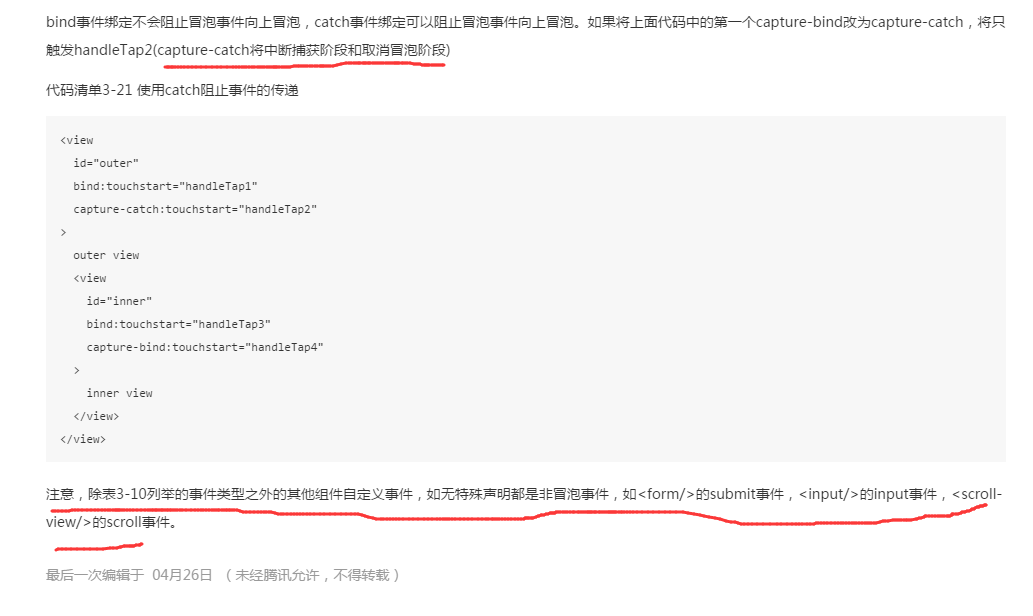 bind事件绑定不会阻止冒泡事件向上冒泡，catch事件绑定可以阻止冒泡事件向上冒泡。如果将上面代码中的第一个capture-bind改为capture-catch，将只
触发handleTap2(capture-catch将中断捕获阶段和取消冒泡阶段)
代码清单3-21 使用catch阻止事件的传递
<view
  id="outer"
  bind:touchstart="handleTap1"
  capture-catch:touchstart="handleTap2"
>
  outer view
  <view
    id="inner"
    bind:touchstart="handleTap3"
    capture-bind:touchstart="handleTap4"
  >
    inner view
  </view>
</view>
注意，除表3-10列举的事件类型之外的其他组件自定义事件，如无特殊声明都是非冒泡事件，如<form/>的submit事件，<input/>的input事件，<scroll-
view/>的scroll事件。
最后一次编辑于 04月26日 （未经腾讯允许，不得转载）